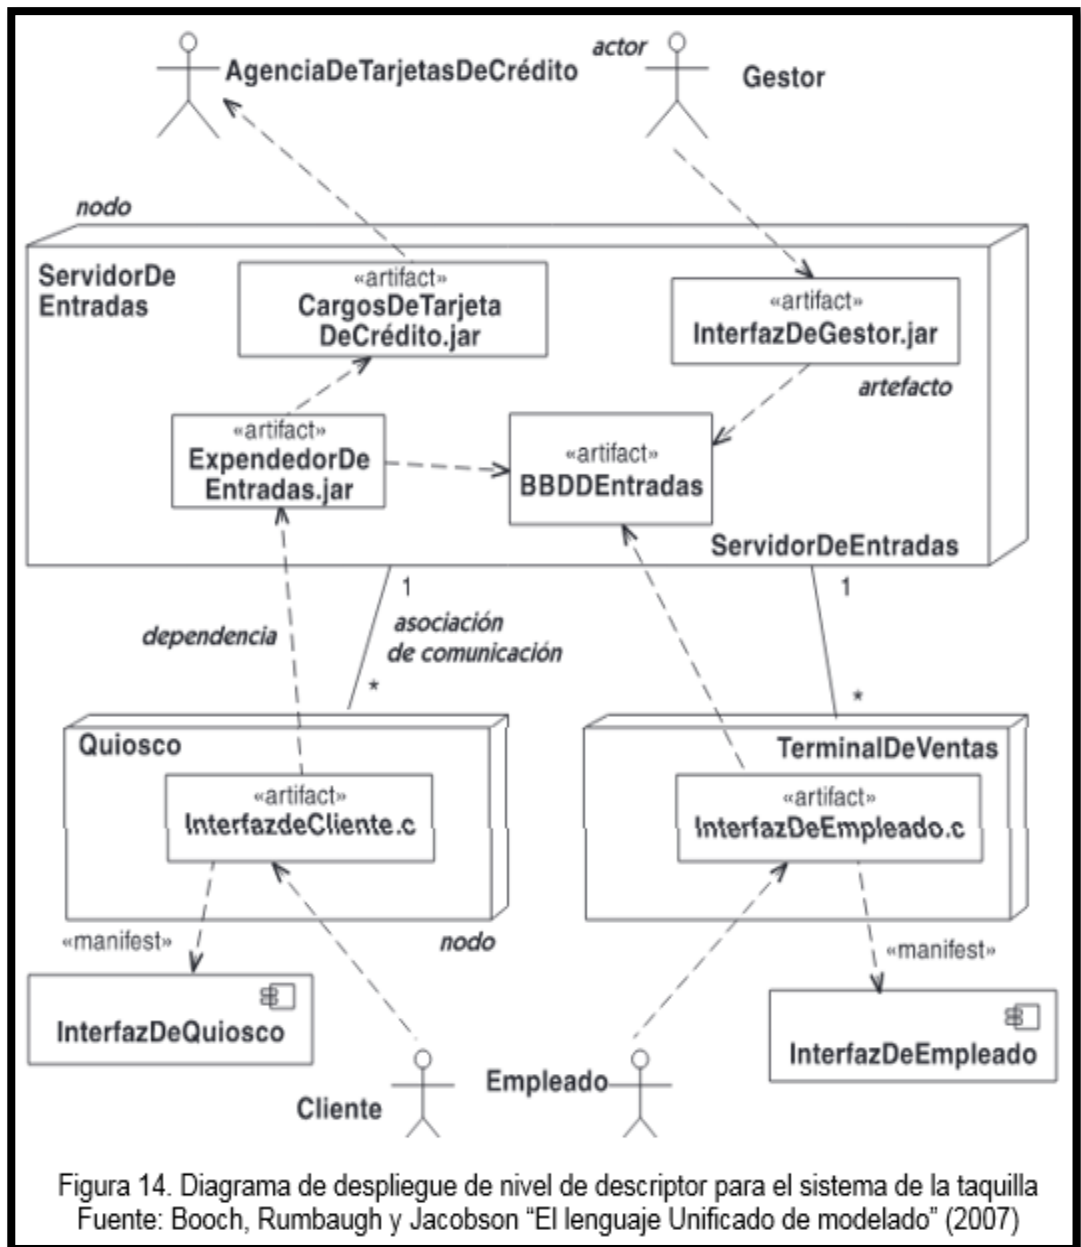 actor
AgenciaDeTarjetasDeCrédito
Gestor
nodo
ServidorDe
Entradas
«artifact»
CargosDeTarjeta
DeCrédito.jar
«artifact»
InterfazDeGestor.jar
artefacto
«artifact»
ExpendedorDe
Entradas.jar
«artifact»
BBDDEntradas
ServidorDeEntradas
1
1
dependencia
asociación
de comunicación
*
*
Quiosco
TerminalDeVentas
«artifact»
InterfazdeCliente.c
«artifact»
InterfazDeEmpleado.c
«manifest»
nodo
«manifest»
InterfazDeQuiosco
InterfazDeEmpleado
Cliente
Empleado
Figura 14. Diagrama de despliegue de nivel de descriptor para el sistema de la taquilla
Fuente: Booch, Rumbaugh y Jacobson “El lenguaje Unificado de modelado” (2007)